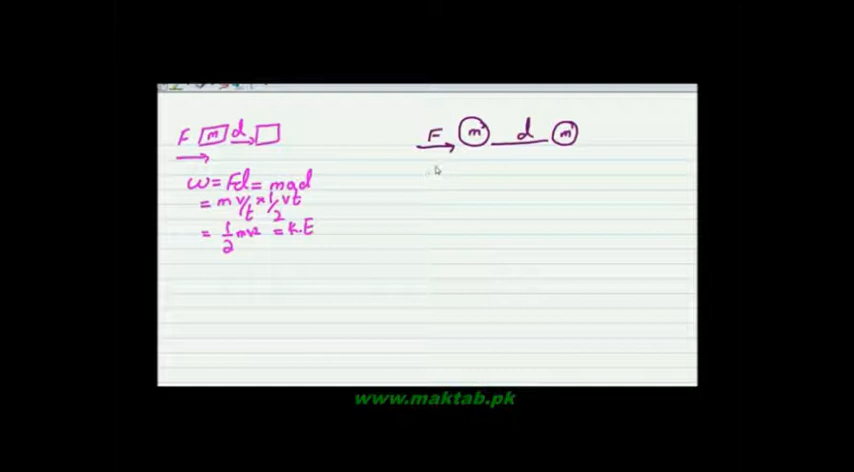 F m d
w = Fd = mad
= m v/t × 1/2 vt
= 1/2 mv2 = K.E
F m' d m'
www.maktab.pk